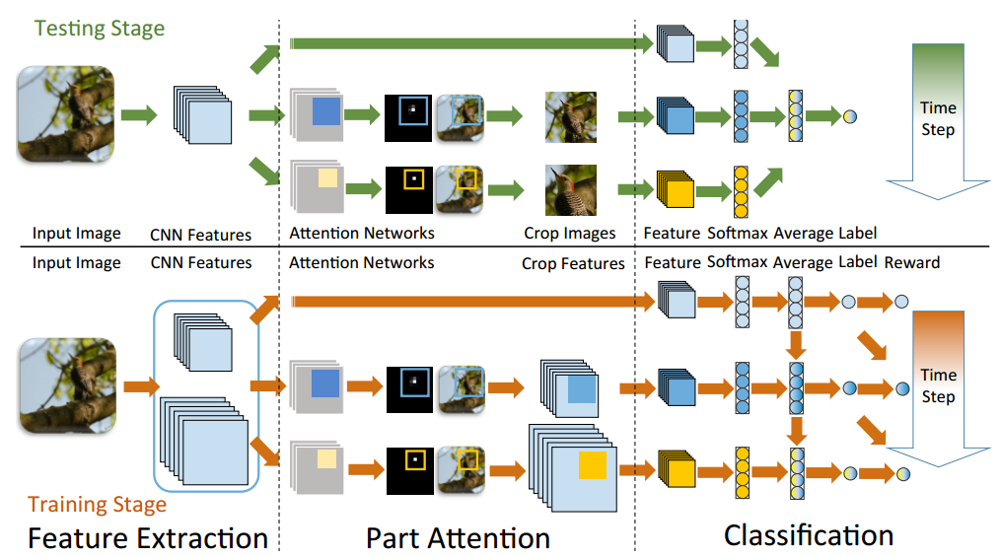 Testing Stage
Time
Step
Input Image CNN Features Attention Networks Crop Images Feature Softmax Average Label
Input Image CNN Features Attention Networks Crop Features Feature Softmax Average Label Reward
Time
Step
Training Stage
Feature Extraction Part Attention Classification